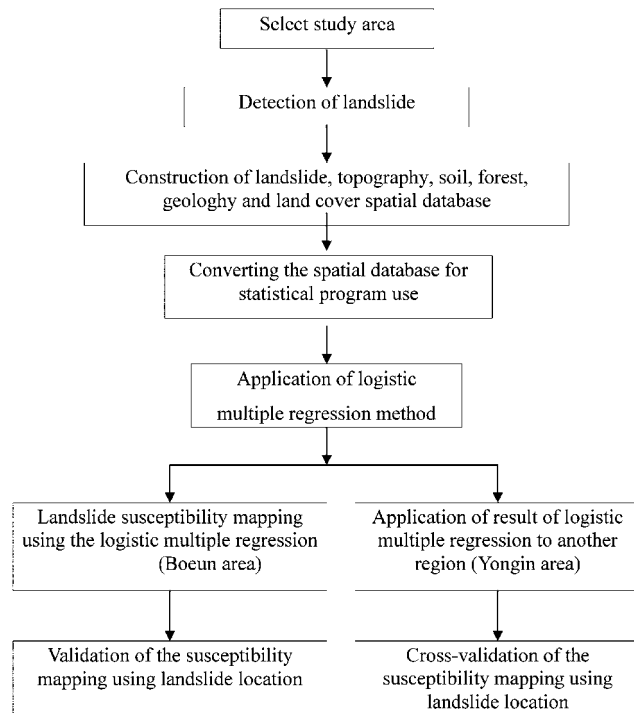 Select study area
Detection of landslide
Construction of landslide, topography, soil, forest,
geologhy and land cover spatial database
Converting the spatial database for
statistical program use
Application of logistic
multiple regression method
Landslide susceptibility mapping
using the logistic multiple regression
(Boeun area)
Application of result of logistic
multiple regression to another
region (Yongin area)
Validation of the susceptibility
mapping using landslide location
Cross-validation of the
susceptibility mapping using
landslide location